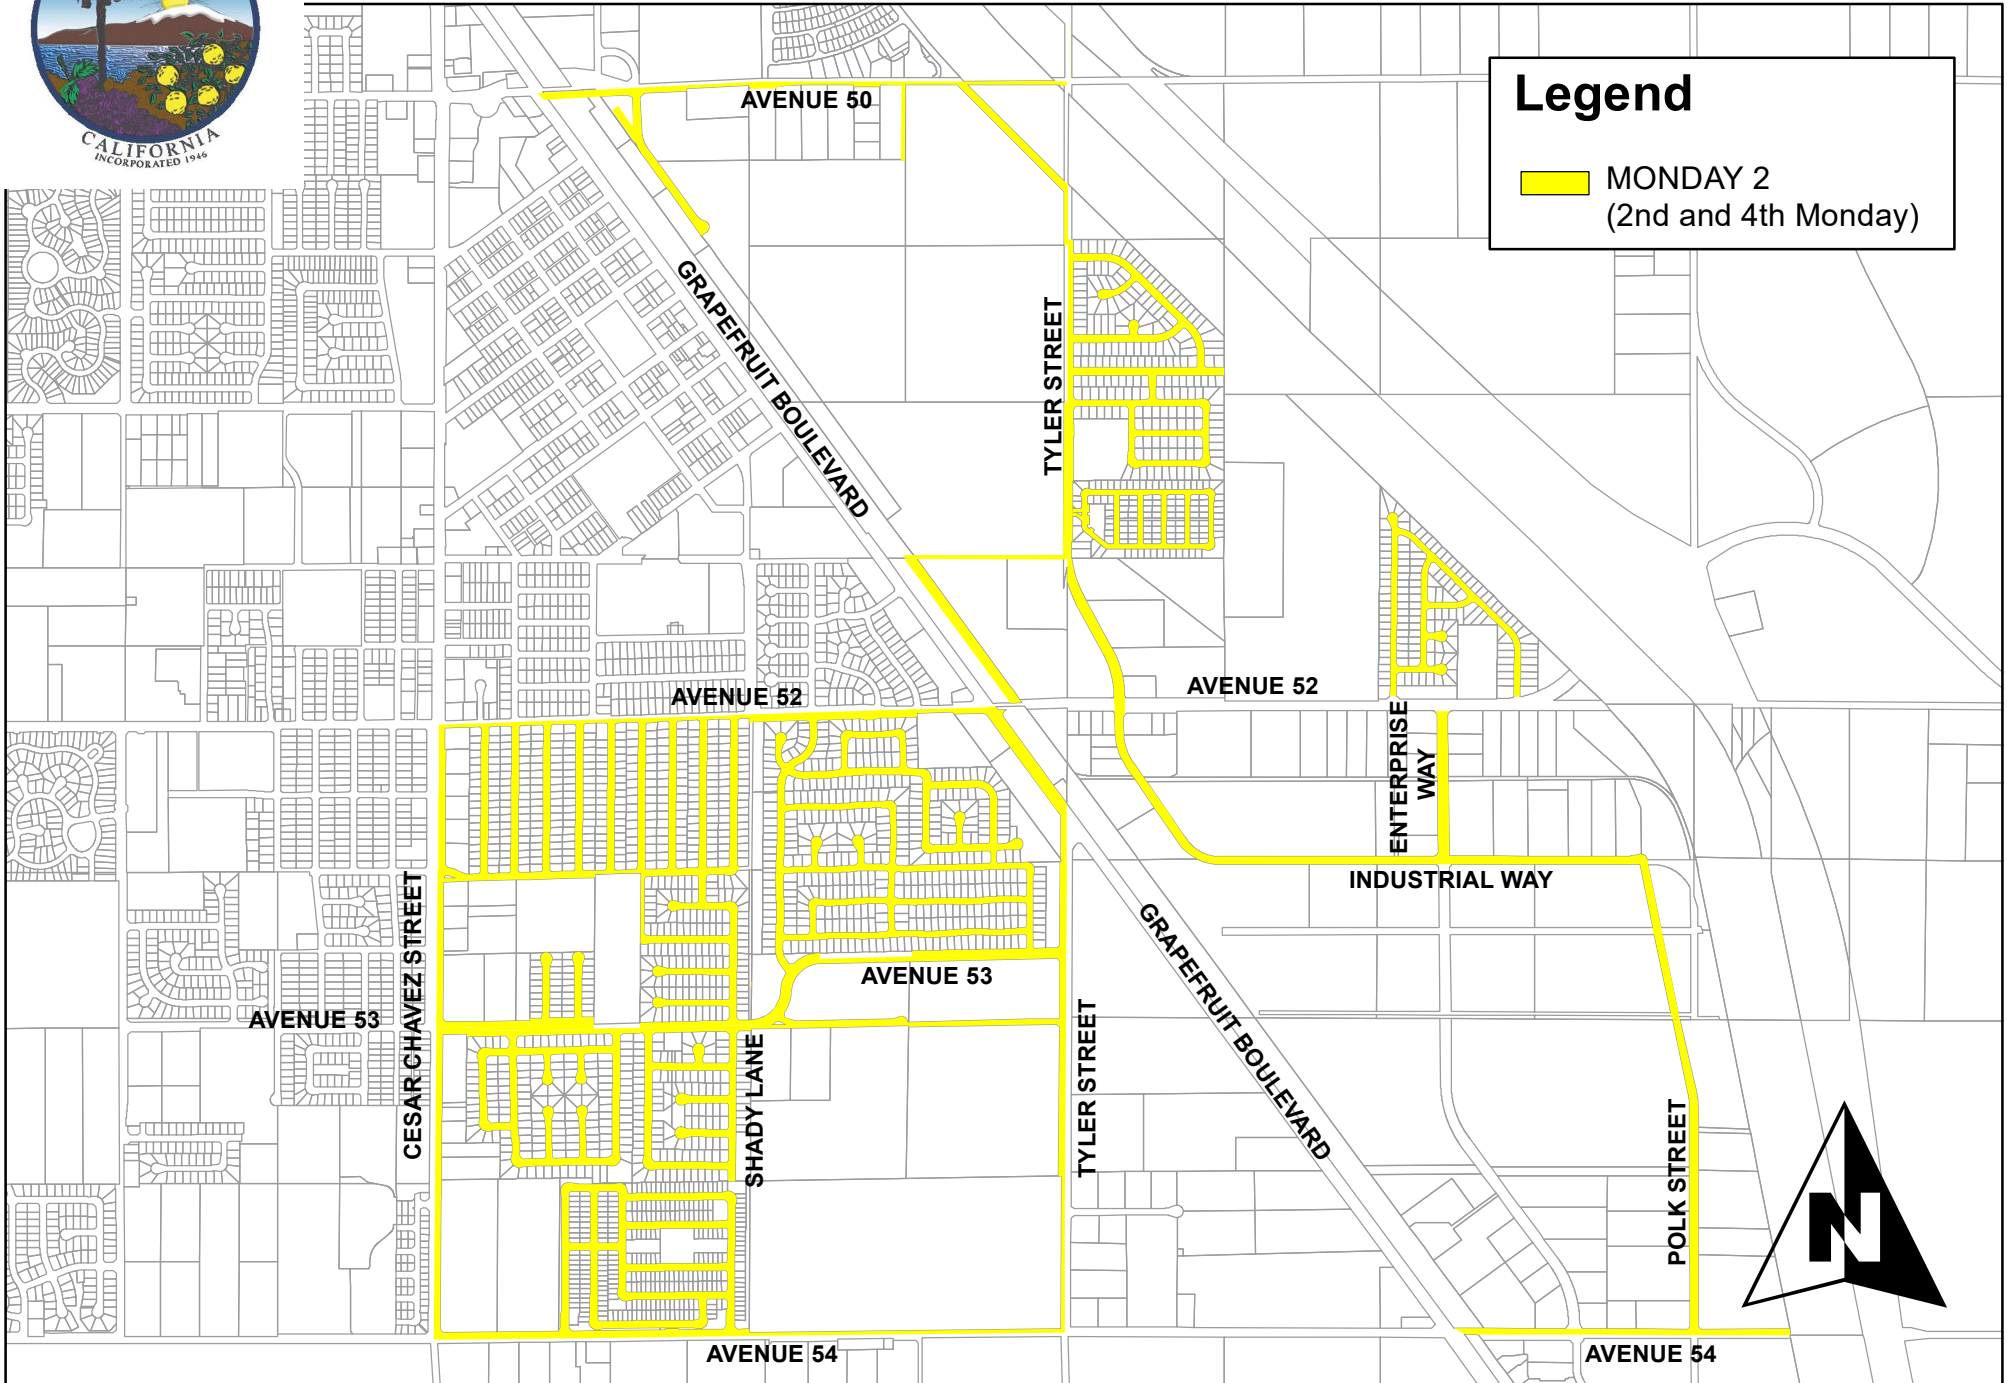 CALIFORNIA
INCORPORATED 1946
Legend
MONDAY 2
(2nd and 4th Monday)
AVENUE 50
GRAPEFRUIT BOULEVARD
TYLER STREET
AVENUE 52
AVENUE 52
ENTERPRISE
WAY
INDUSTRIAL WAY
CESAR CHAVEZ STREET
AVENUE 53
AVENUE 53
SHADY LANE
TYLER STREET
GRAPEFRUIT BOULEVARD
POLK STREET
N
AVENUE 54
AVENUE 54